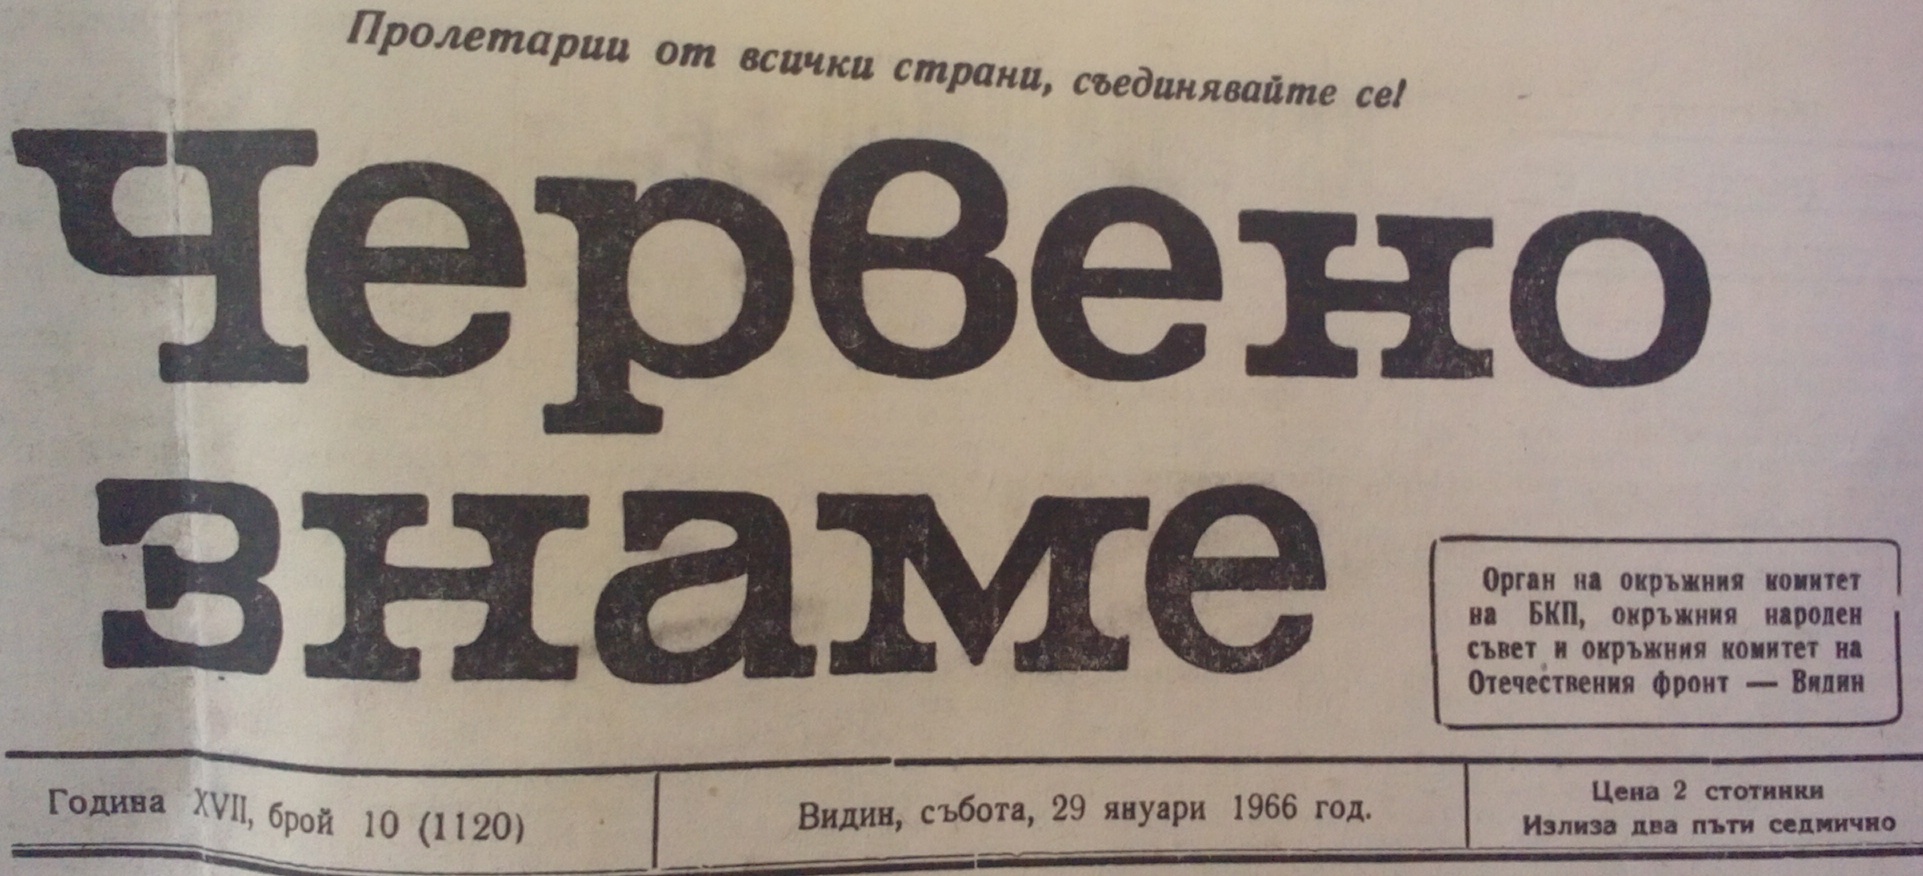 Пролетарии от всички страни, съединявайте се!
Червено
знаме
Орган на окръжния комитет
на БКП, окръжния народен
съвет и окръжния комитет на
Отечествения фронт — Видин
Година XVII, брой 10 (1120)
Видин, събота, 29 януари 1966 год.
Цена 2 стотинки
Излиза два пъти седмично